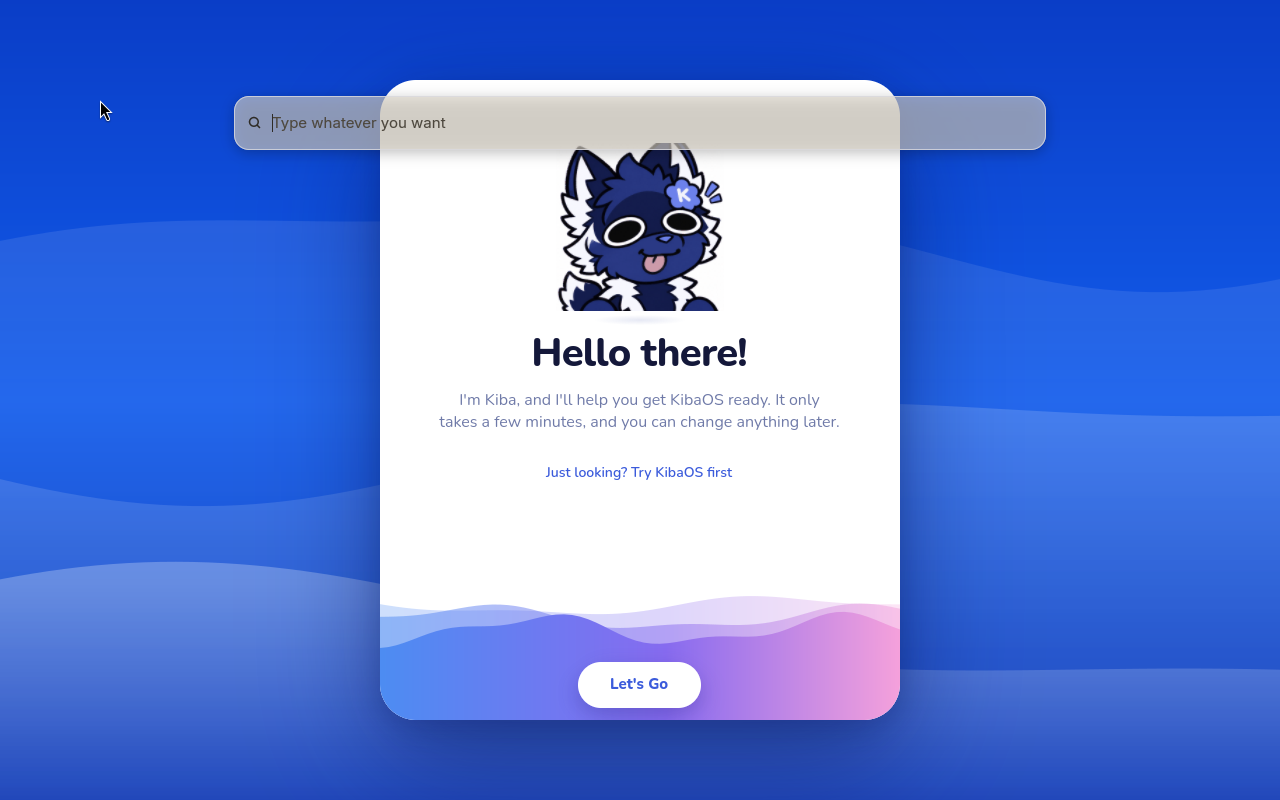 Type whatever you want
K
Hello there!
I'm Kiba, and I'll help you get KibaOS ready. It only
takes a few minutes, and you can change anything later.
Just looking? Try KibaOS first
Let's Go